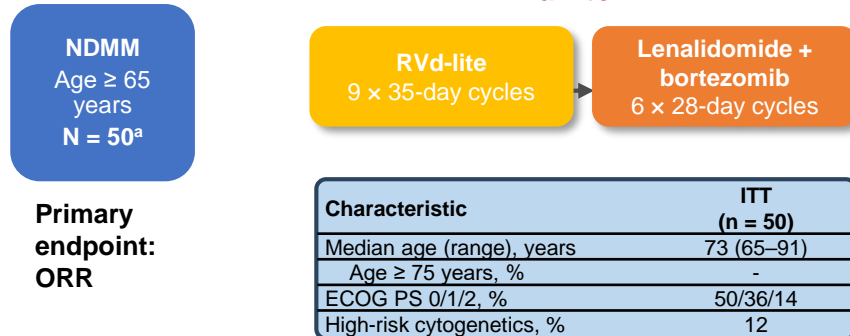 NDMM
Age ≥ 65
years
N = 50ª
RVd-lite
9 × 35-day cycles
Lenalidomide +
bortezomib
6 × 28-day cycles
Primary
endpoint:
ORR
Characteristic ITT
(n = 50)
Median age (range), years 73 (65–91)
Age ≥ 75 years, % -
ECOG PS 0/1/2, % 50/36/14
High-risk cytogenetics, % 12